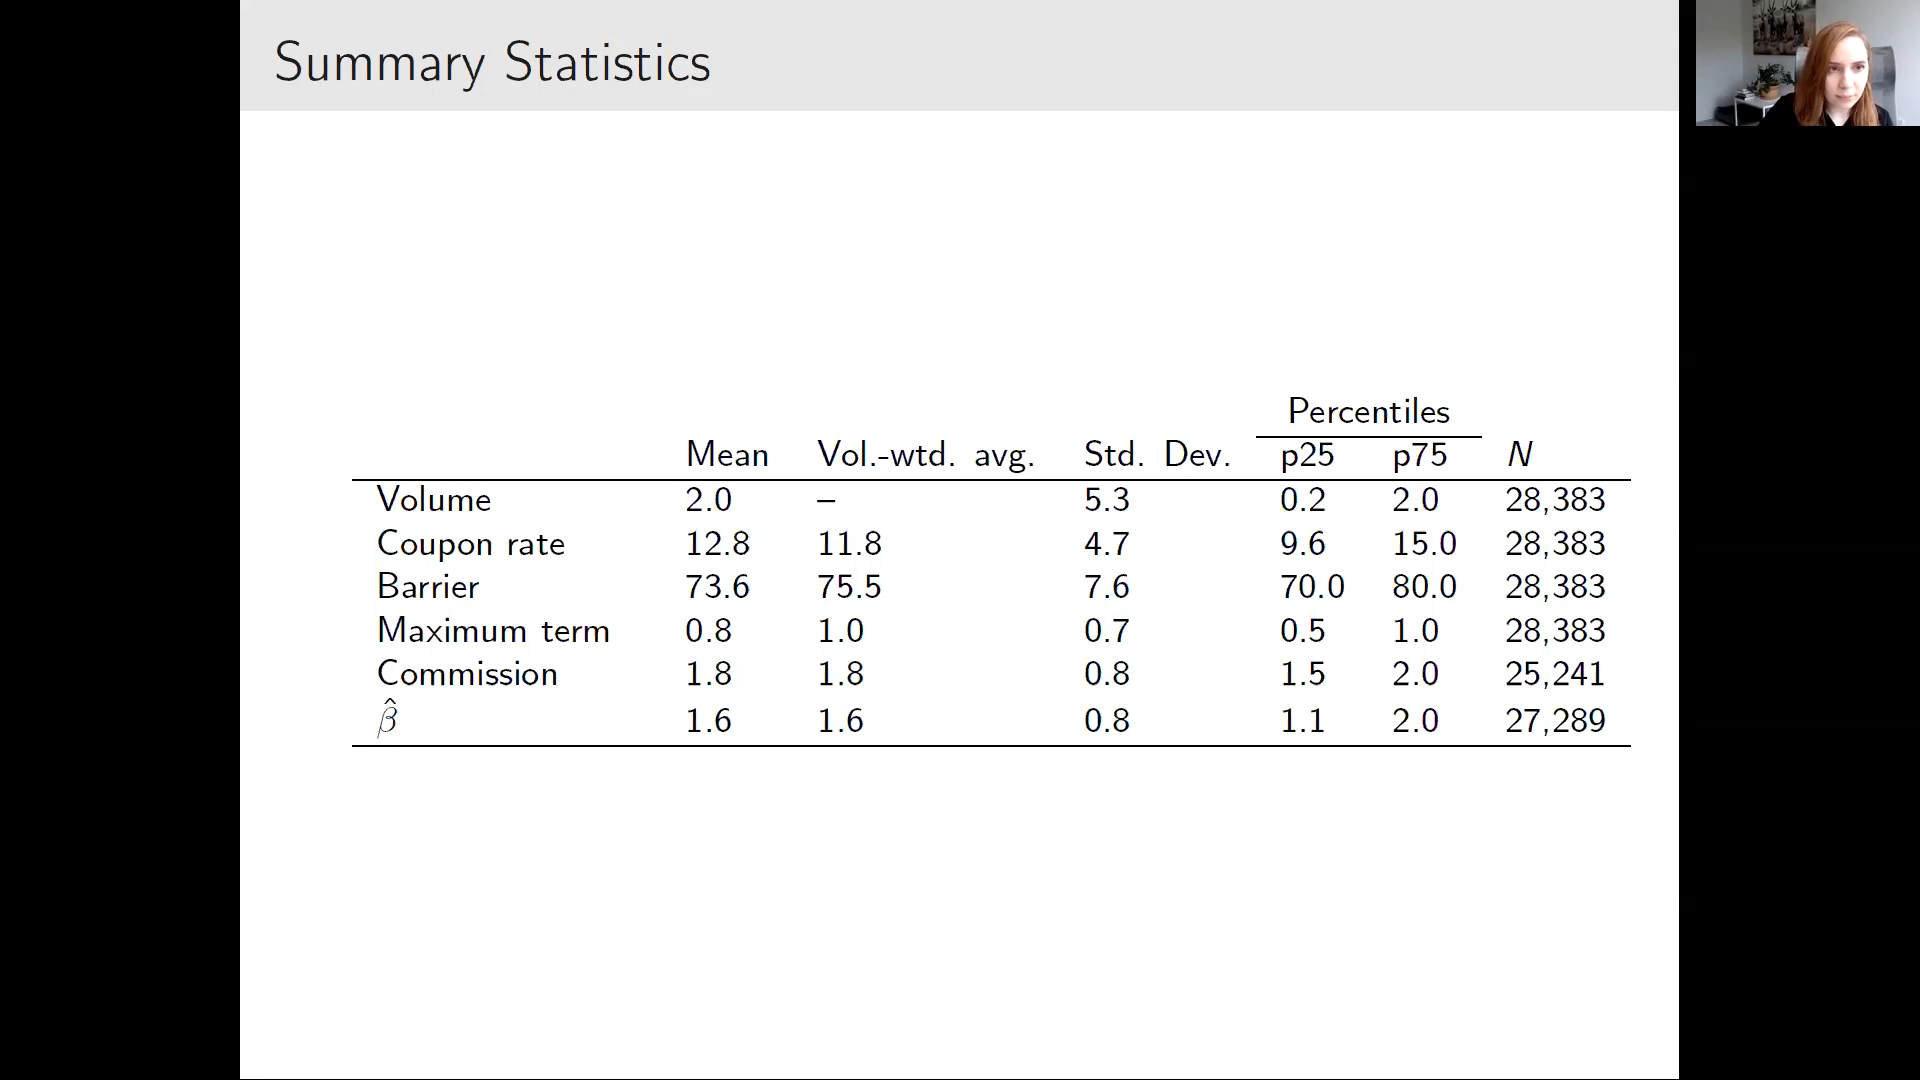 Summary Statistics
Percentiles
Mean Vol.-wtd. avg. Std. Dev. p25 p75 N
Volume 2.0 – 5.3 0.2 2.0 28,383
Coupon rate 12.8 11.8 4.7 9.6 15.0 28,383
Barrier 73.6 75.5 7.6 70.0 80.0 28,383
Maximum term 0.8 1.0 0.7 0.5 1.0 28,383
Commission 1.8 1.8 0.8 1.5 2.0 25,241
β̂ 1.6 1.6 0.8 1.1 2.0 27,289